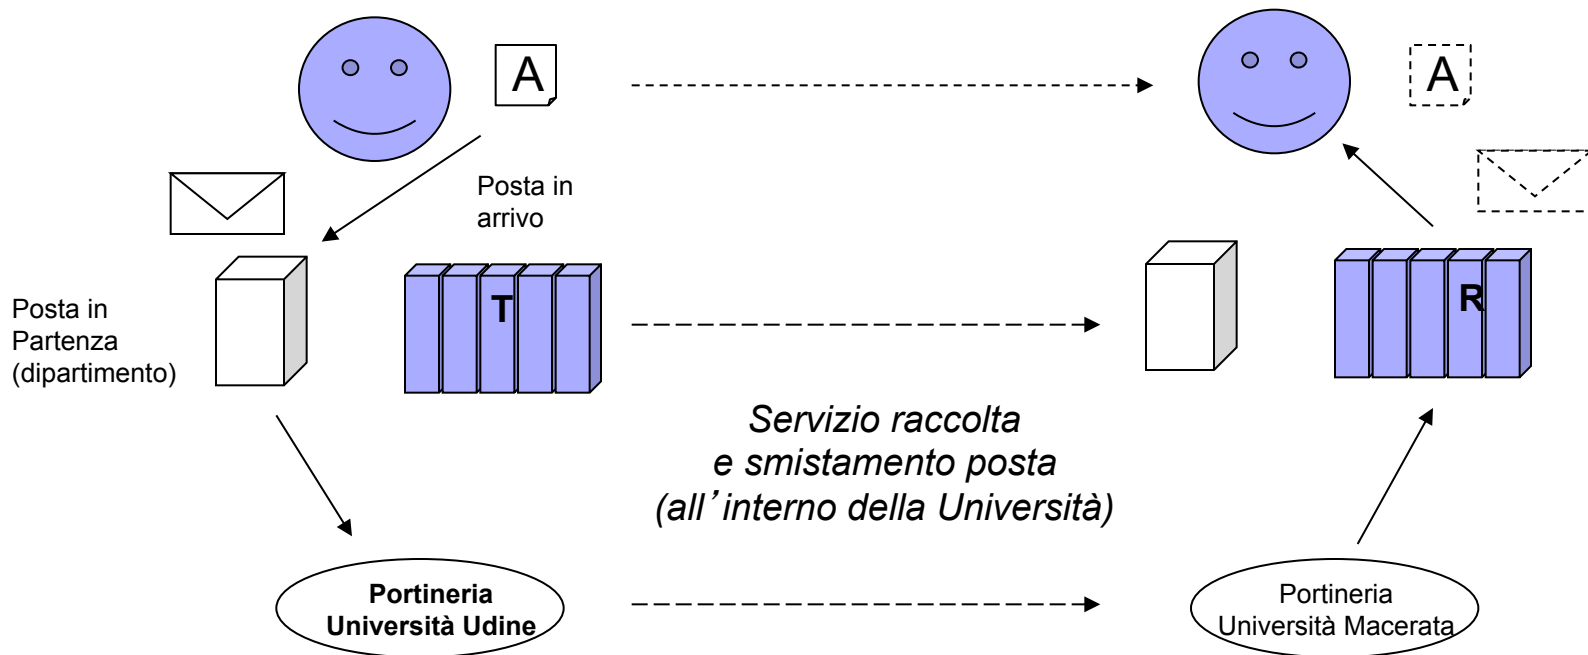 A
A
Posta in
arrivo
Posta in
Partenza
(dipartimento)
T
R
Servizio raccolta
e smistamento posta
(all’interno della Università)
Portineria
Università Udine
Portineria
Università Macerata